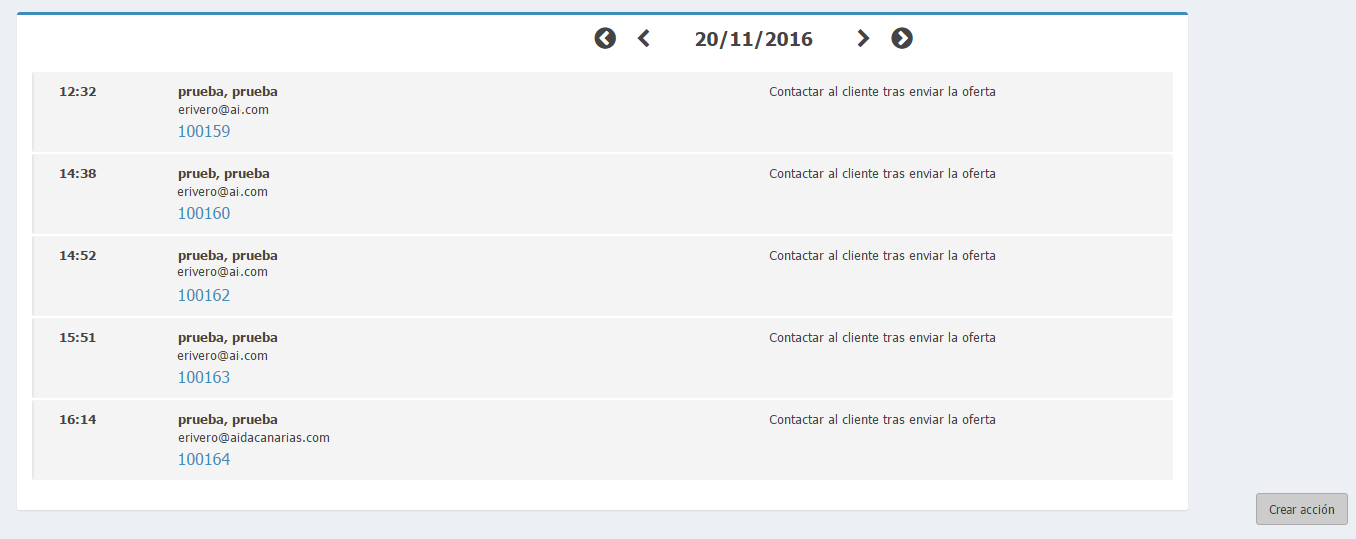 20/11/2016
12:32 prueba, prueba Contactar al cliente tras enviar la oferta
erivero@ai.com
100159
14:38 prueb, prueba Contactar al cliente tras enviar la oferta
erivero@ai.com
100160
14:52 prueba, prueba Contactar al cliente tras enviar la oferta
erivero@ai.com
100162
15:51 prueba, prueba Contactar al cliente tras enviar la oferta
erivero@ai.com
100163
16:14 prueba, prueba Contactar al cliente tras enviar la oferta
erivero@aidacanarias.com
100164
Crear acción